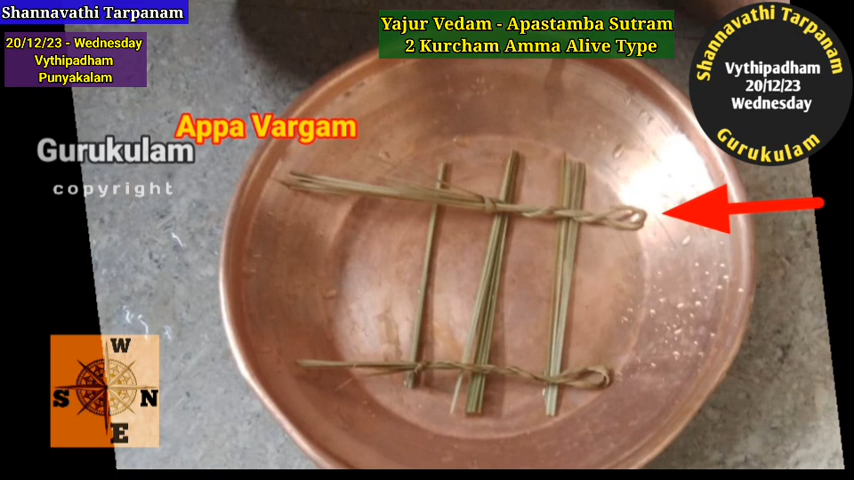 Shannavathi Tarpanam
20/12/23 - Wednesday
Vythipadham
Punyakalam
Yajur Vedam - Apastamba Sutram
2 Kurcham Amma Alive Type
Shannavathi Tarpanam
Vythipadham
20/12/23
Wednesday
Gurukulam
Appa Vargam
Gurukulam
copyright
W
S N
E